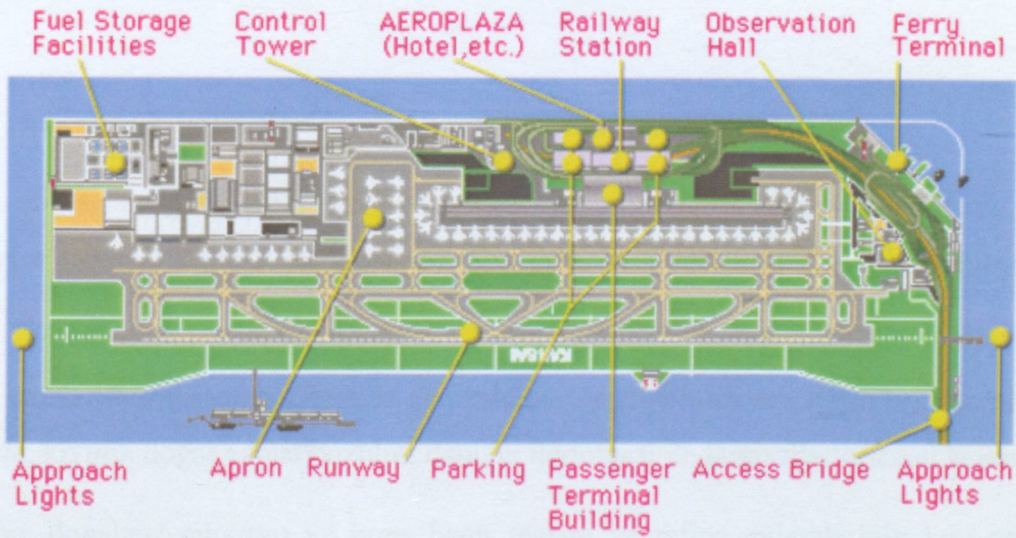 Fuel Storage
Facilities
Control
Tower
AEROPLAZA
(Hotel,etc.)
Railway
Station
Observation
Hall
Ferry
Terminal
KANSAI
Approach
Lights
Apron
Runway
Parking
Passenger
Terminal
Building
Access Bridge
Approach
Lights